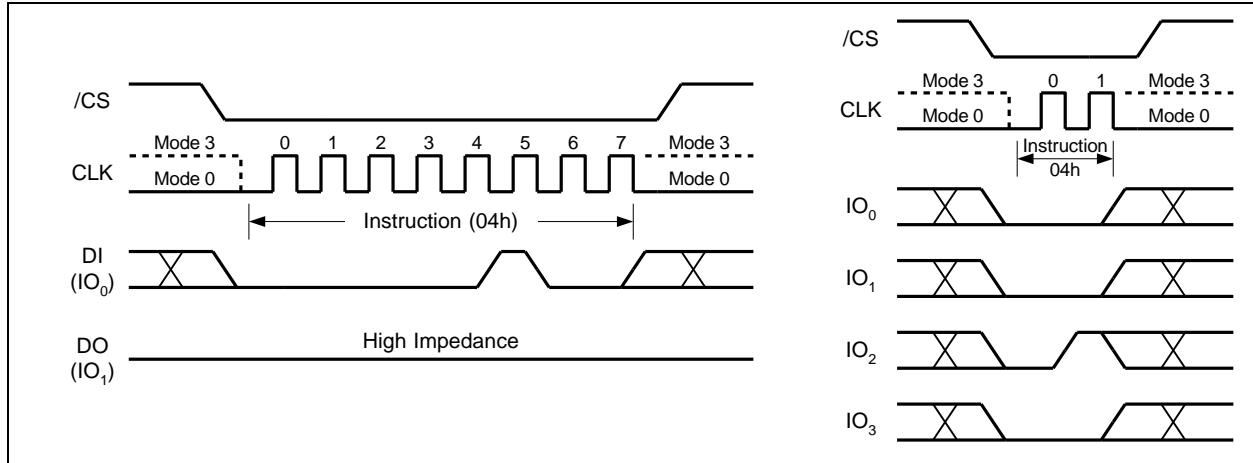 /CS
Mode 3 0 1 2 3 4 5 6 7 Mode 3
CLK
Mode 0 Mode 0
Instruction (04h)
DI
(IO0)
High Impedance
DO
(IO1)
/CS
Mode 3 0 1 Mode 3
CLK
Mode 0 Mode 0
Instruction
04h
IO0
IO1
IO2
IO3